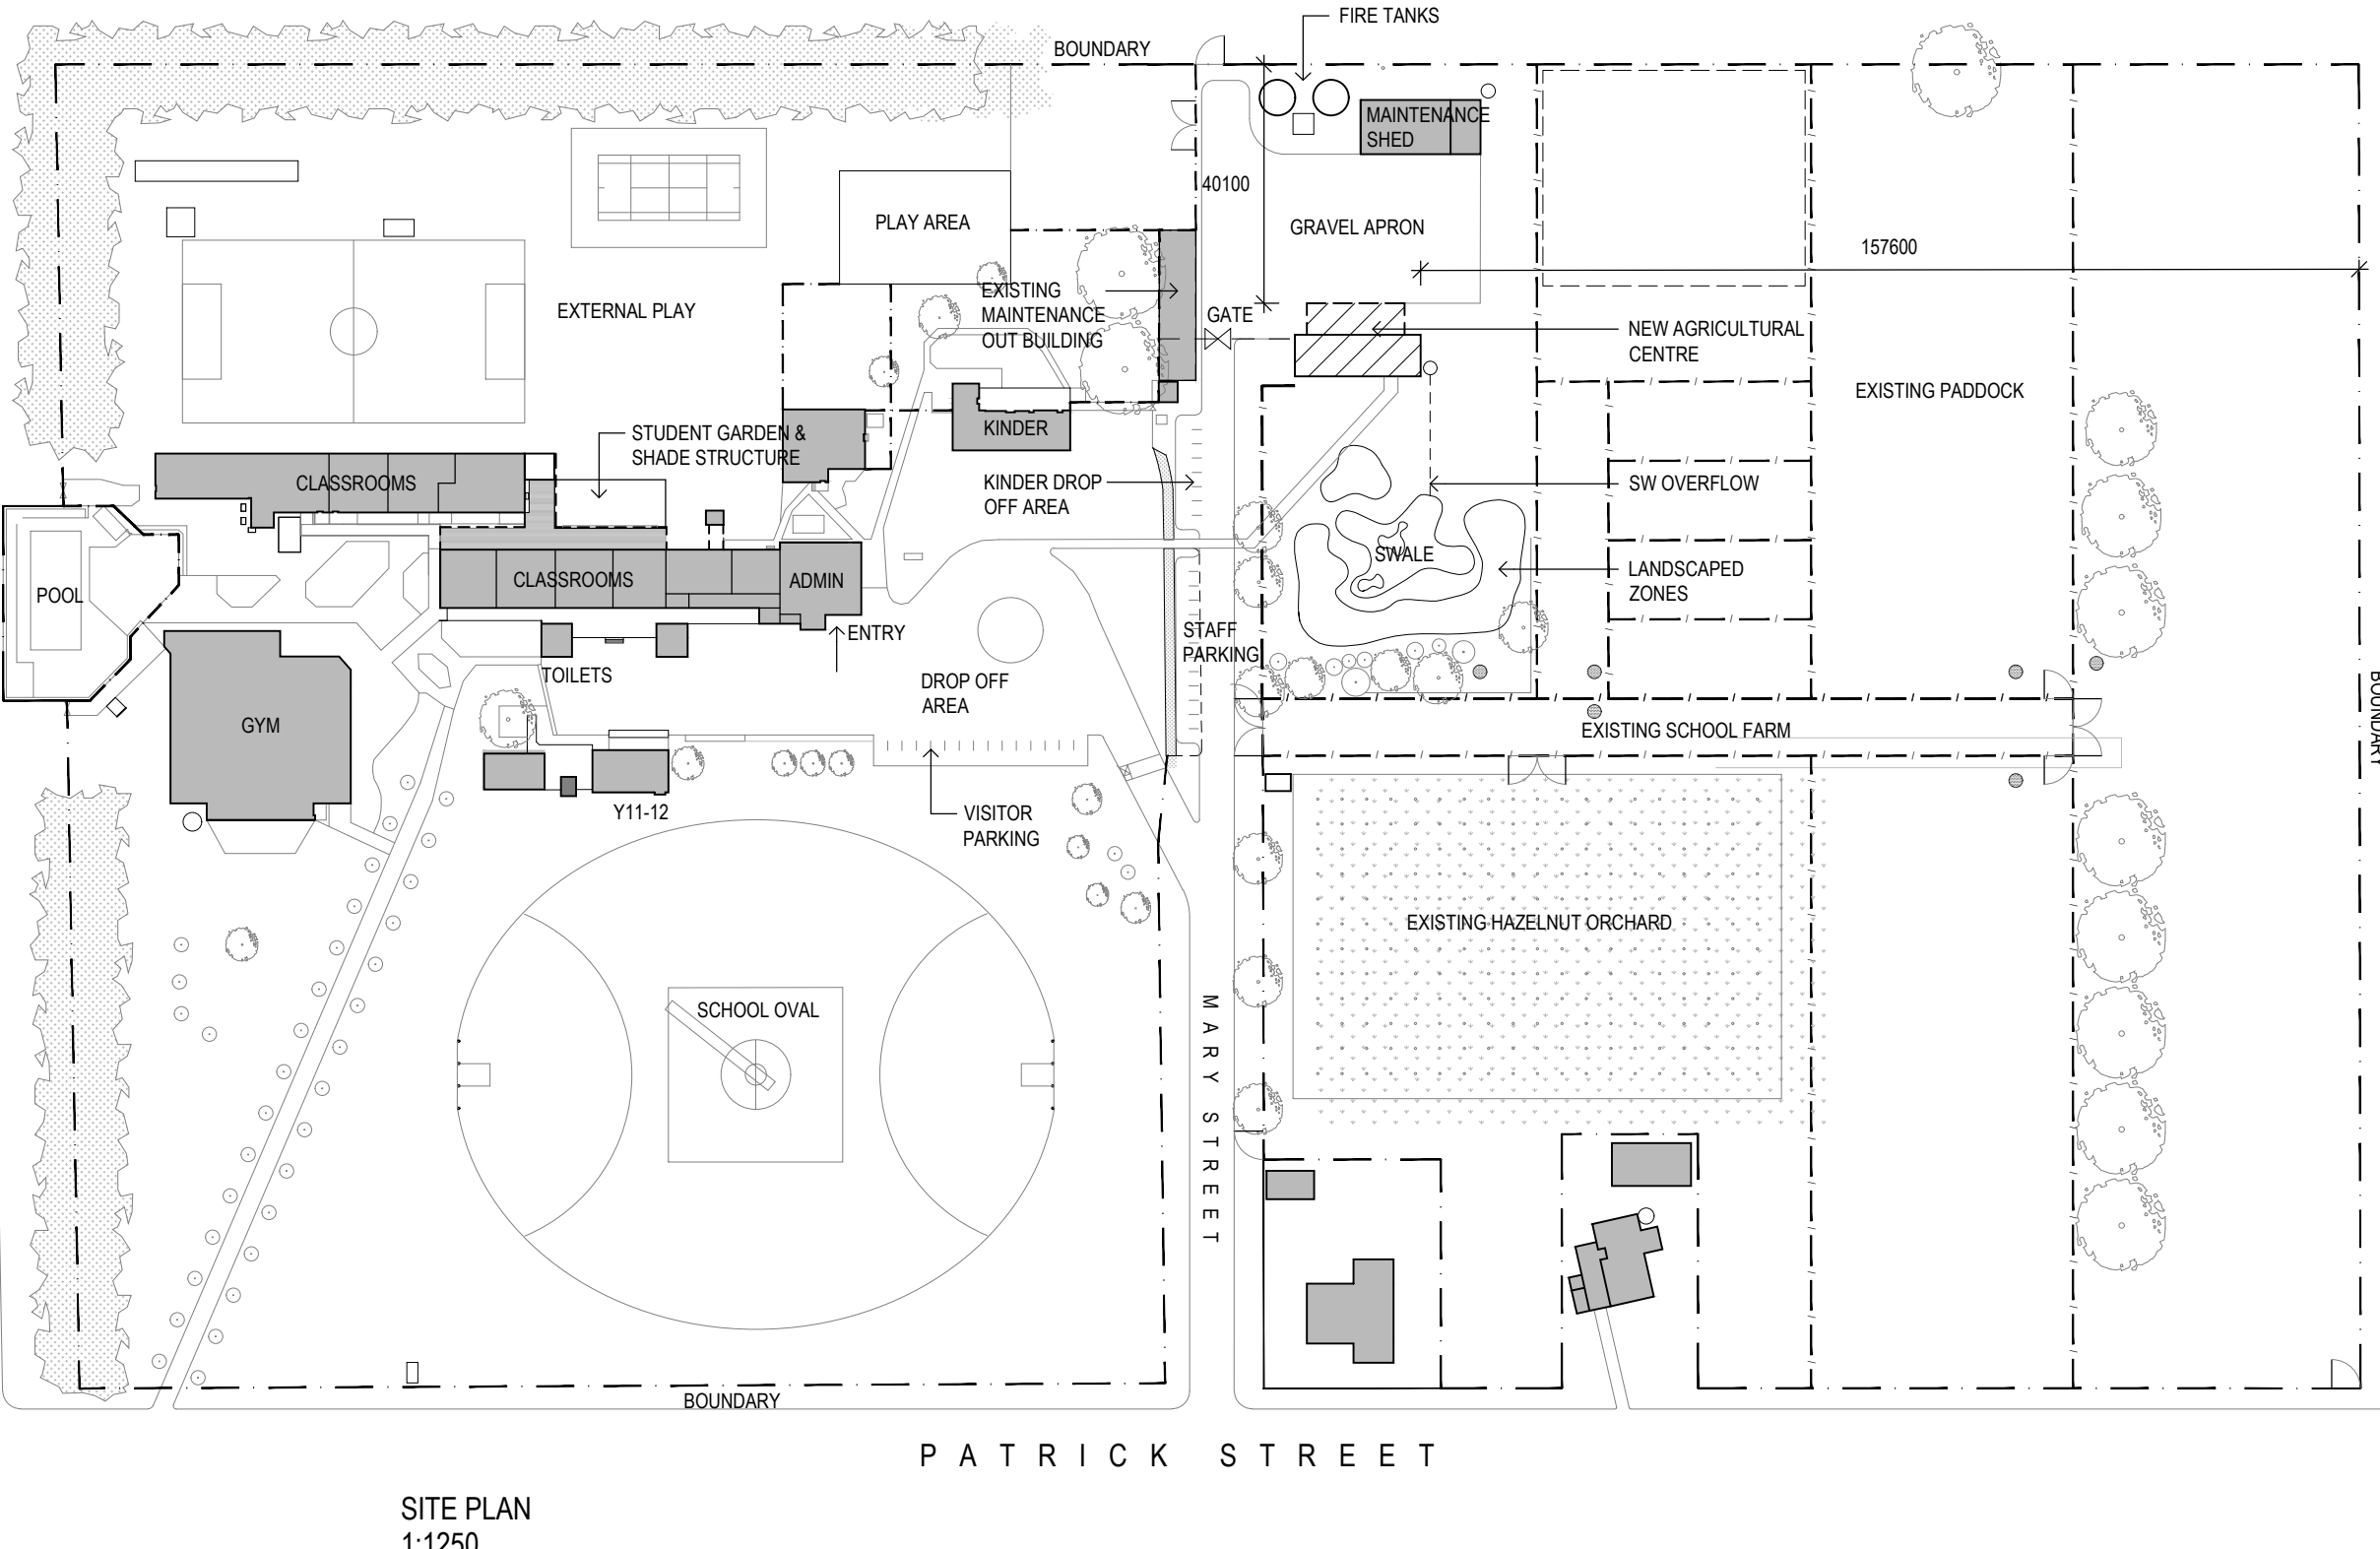 FIRE TANKS
BOUNDARY
MAINTENANCE
SHED
40100
PLAY AREA
GRAVEL APRON
157600
EXISTING
MAINTENANCE
OUT BUILDING
EXTERNAL PLAY
GATE
NEW AGRICULTURAL
CENTRE
EXISTING PADDOCK
STUDENT GARDEN &
SHADE STRUCTURE
KINDER
CLASSROOMS
KINDER DROP
OFF AREA
SW OVERFLOW
SWALE
CLASSROOMS
ADMIN
LANDSCAPED
ZONES
POOL
ENTRY
STAFF
PARKING
TOILETS
DROP OFF
AREA
BOUNDARY
GYM
EXISTING SCHOOL FARM
Y11-12
VISITOR
PARKING
EXISTING HAZELNUT ORCHARD
SCHOOL OVAL
MARY STREET
BOUNDARY
PATRICK STREET
SITE PLAN
1:1250